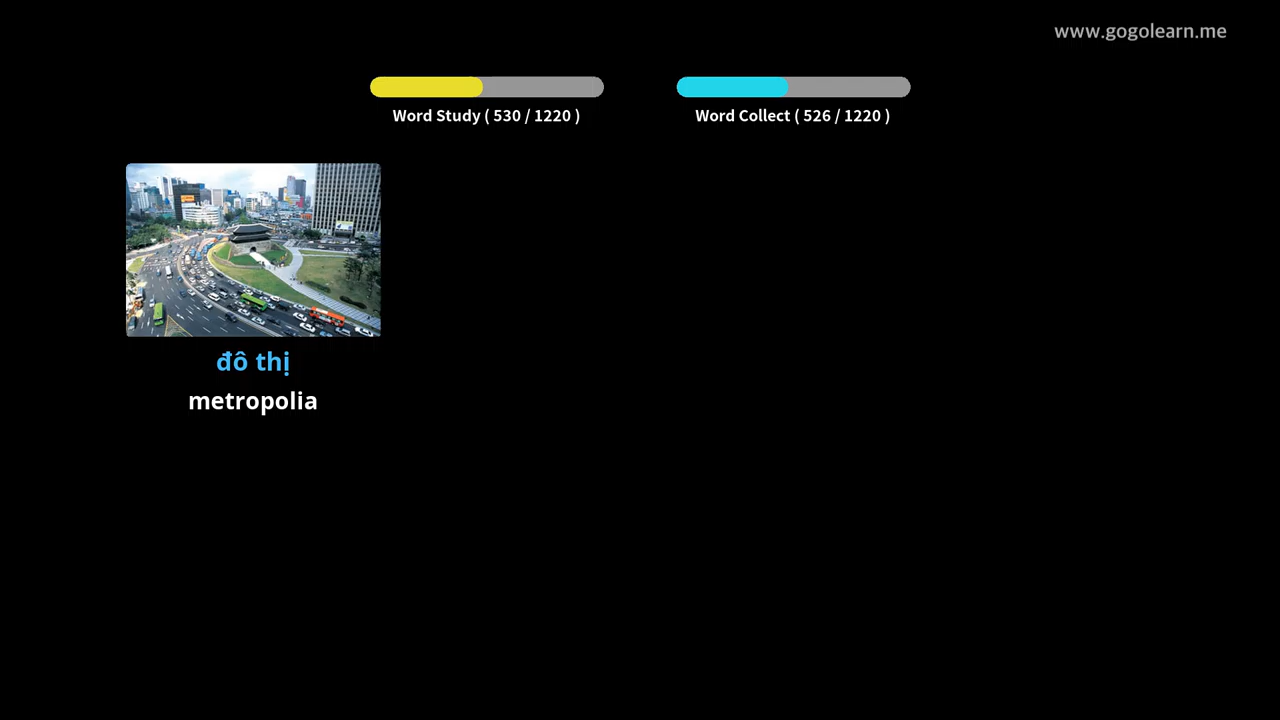 www.gogolearn.me
Word Study ( 530 / 1220 )
Word Collect ( 526 / 1220 )
đô thị
metropolia